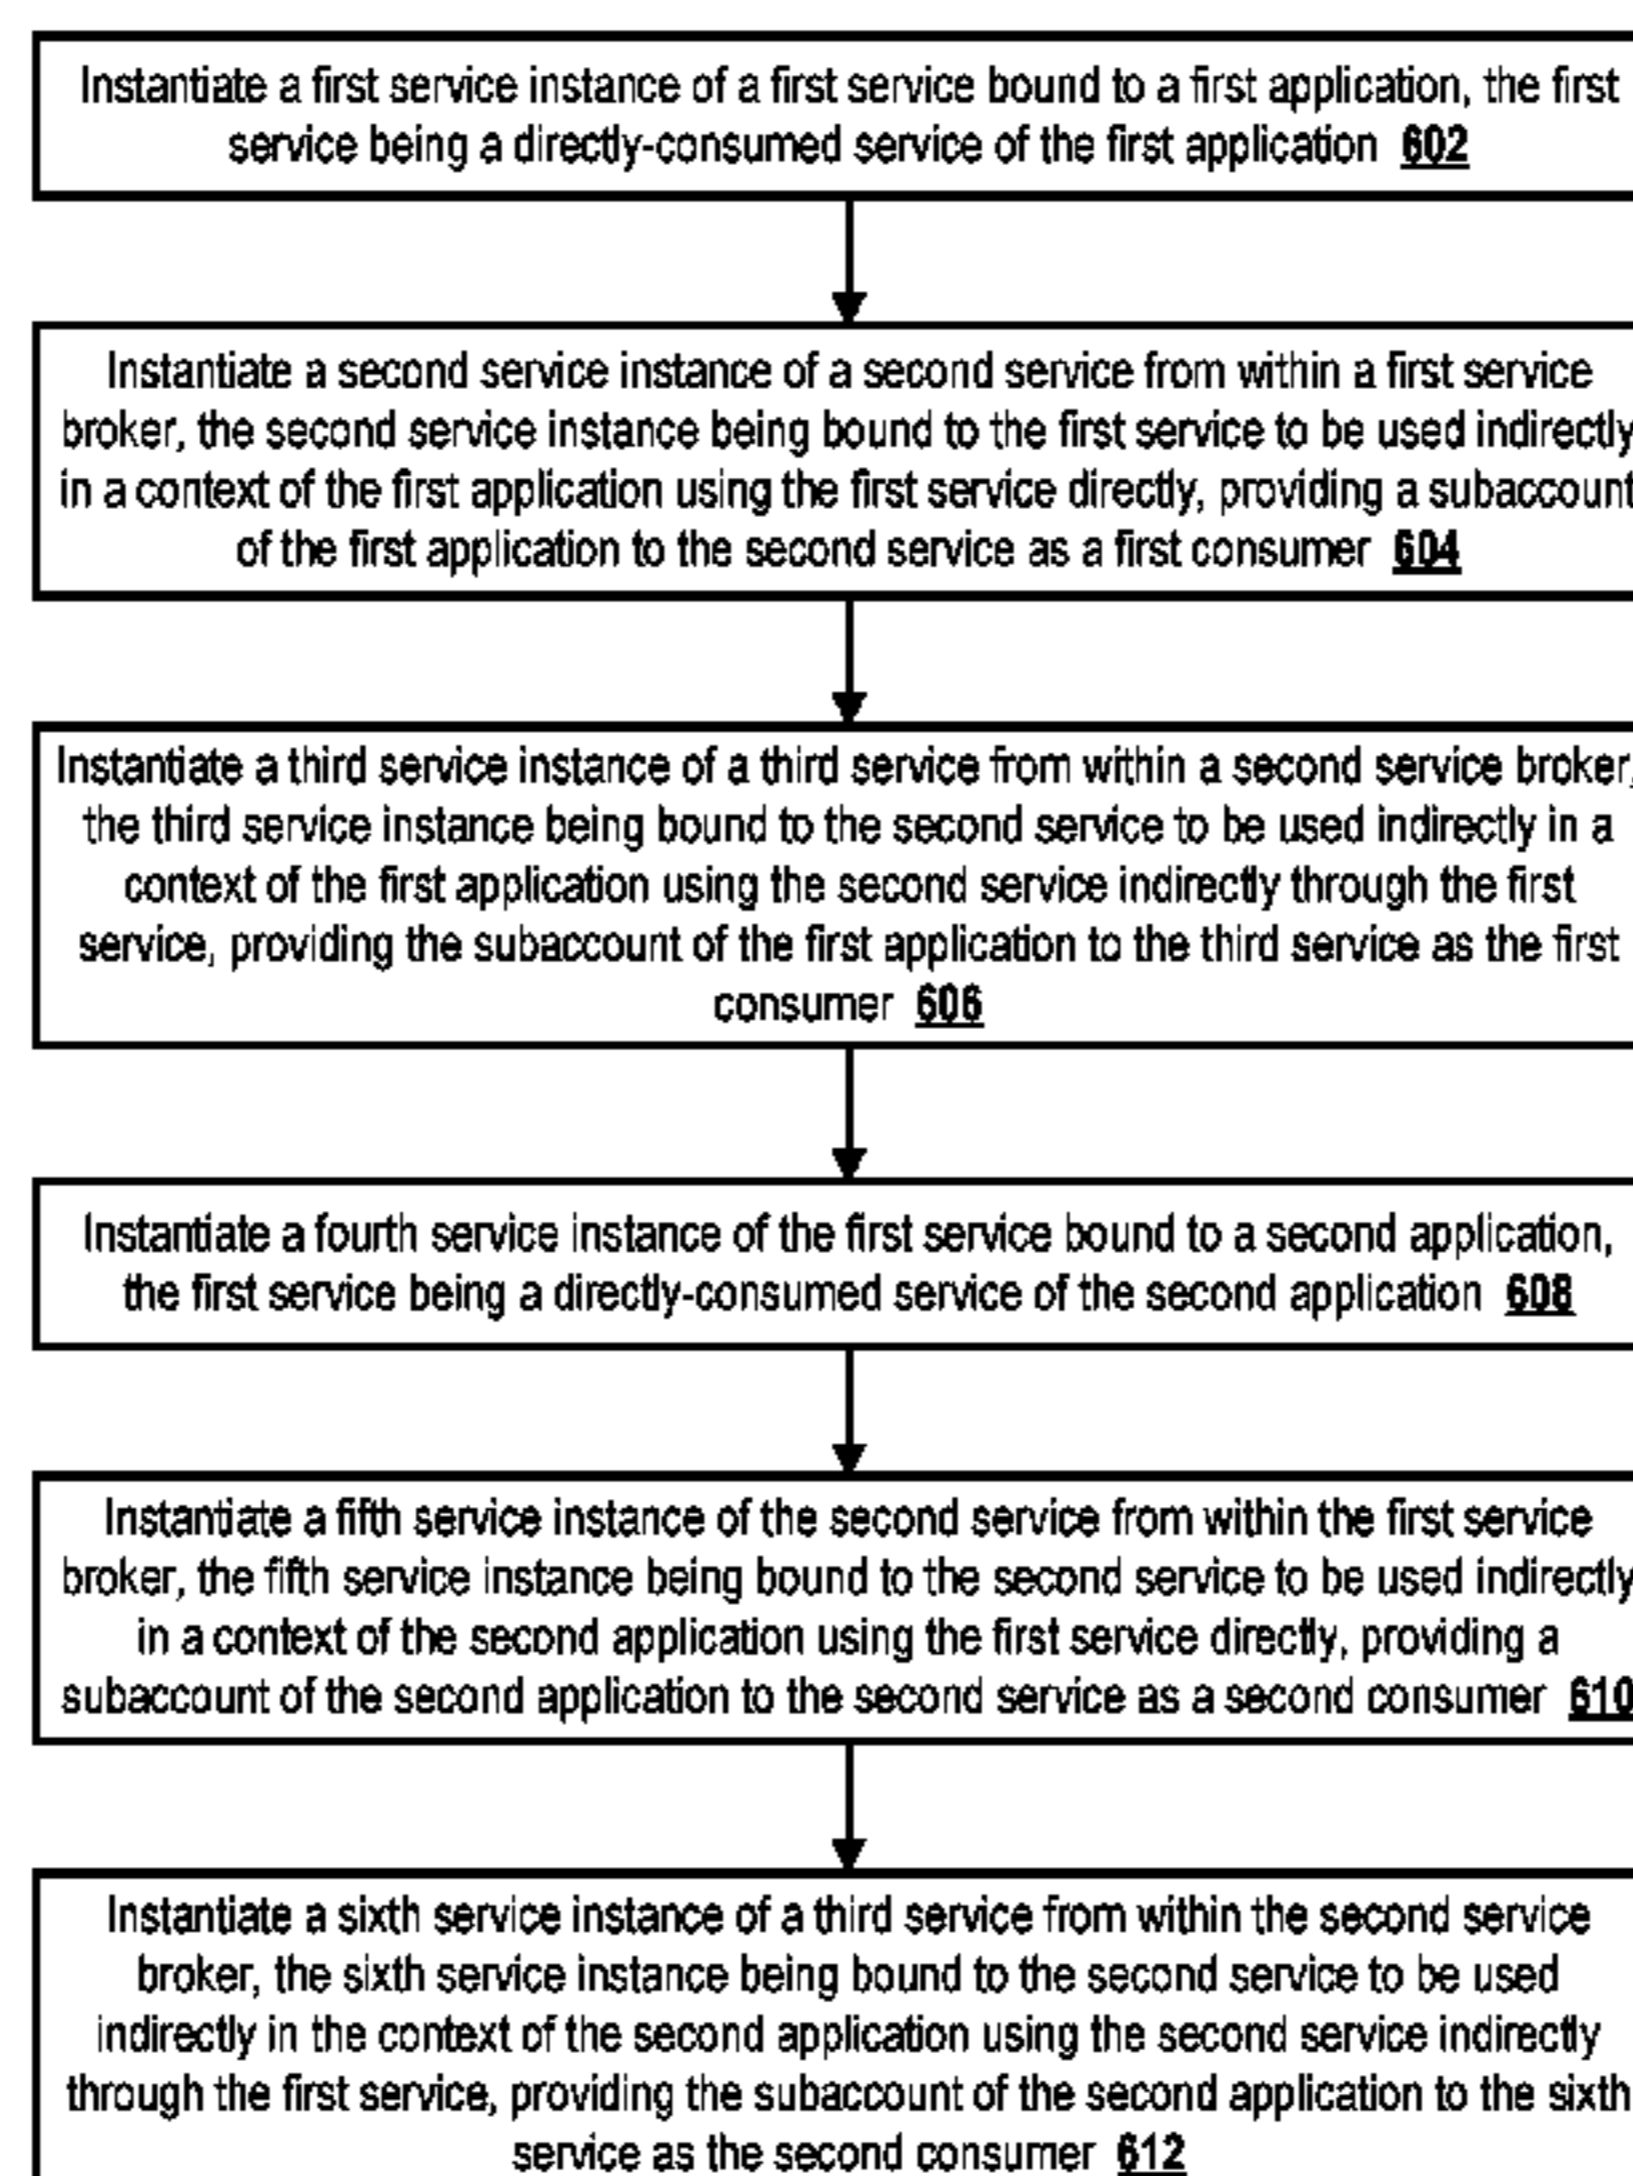 Instantiate a first service instance of a first service bound to a first application, the first
service being a directly-consumed service of the first application 602
Instantiate a second service instance of a second service from within a first service
broker, the second service instance being bound to the first service to be used indirectly
in a context of the first application using the first service directly, providing a subaccount
of the first application to the second service as a first consumer 604
Instantiate a third service instance of a third service from within a second service broker,
the third service instance being bound to the second service to be used indirectly in a
context of the first application using the second service indirectly through the first
service, providing the subaccount of the first application to the third service as the first
consumer 606
Instantiate a fourth service instance of the first service bound to a second application,
the first service being a directly-consumed service of the second application 608
Instantiate a fifth service instance of the second service from within the first service
broker, the fifth service instance being bound to the second service to be used indirectly
in a context of the second application using the first service directly, providing a
subaccount of the second application to the second service as a second consumer 610
Instantiate a sixth service instance of a third service from within the second service
broker, the sixth service instance being bound to the second service to be used
indirectly in the context of the second application using the second service indirectly
through the first service, providing the subaccount of the second application to the sixth
service as the second consumer 612